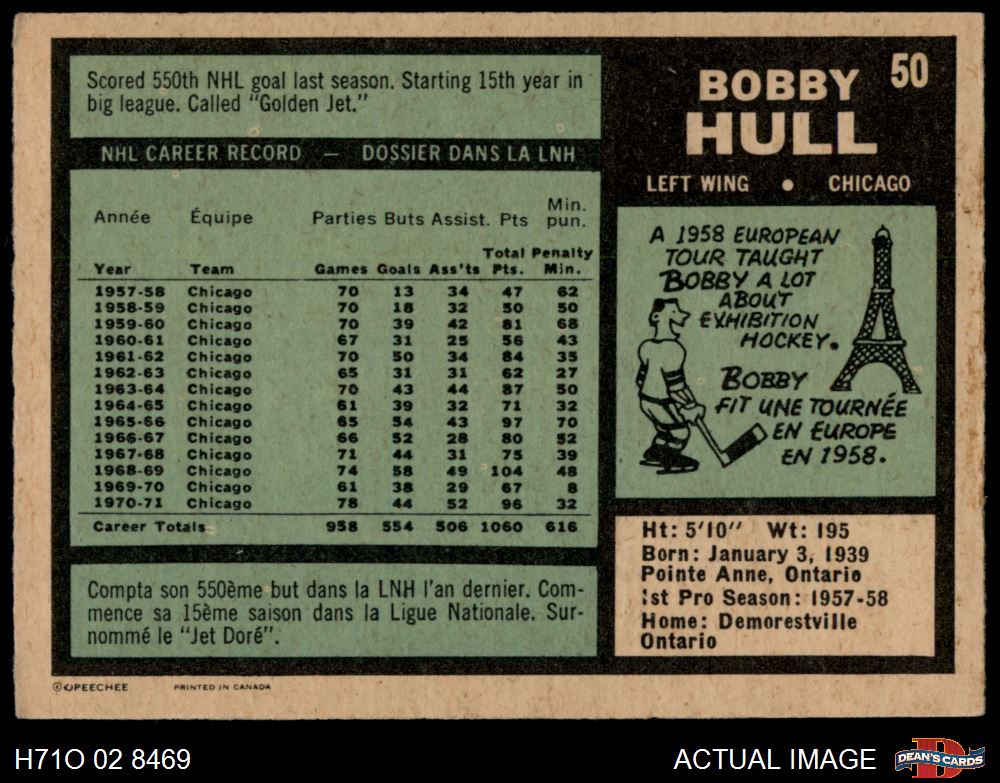 Scored 550th NHL goal last season. Starting 15th year in
big league. Called "Golden Jet."
NHL CAREER RECORD — DOSSIER DANS LA LNH
Année Équipe Parties Buts Assist. Pts Min. pun.
Year Team Games Goals Ass'ts Total Pts. Penalty Min.
1957-58 Chicago 70 13 34 47 62
1958-59 Chicago 70 18 32 50 50
1959-60 Chicago 70 39 42 81 68
1960-61 Chicago 67 31 25 56 43
1961-62 Chicago 70 50 34 84 35
1962-63 Chicago 65 31 31 62 27
1963-64 Chicago 70 43 44 87 50
1964-65 Chicago 61 39 32 71 32
1965-66 Chicago 65 54 43 97 70
1966-67 Chicago 66 52 28 80 52
1967-68 Chicago 71 44 31 75 39
1968-69 Chicago 74 58 49 104 48
1969-70 Chicago 61 38 29 67 8
1970-71 Chicago 78 44 52 96 32
Career Totals 958 554 506 1060 616
Compta son 550ème but dans la LNH l'an dernier. Com-
mence sa 15ème saison dans la Ligue Nationale. Sur-
nommé le "Jet Doré".
50
BOBBY
HULL
LEFT WING • CHICAGO
A 1958 EUROPEAN
TOUR TAUGHT
BOBBY A LOT
ABOUT
EXHIBITION
HOCKEY.
BOBBY
FIT UNE TOURNÉE
EN EUROPE
EN 1958.
Ht: 5'10" Wt: 195
Born: January 3, 1939
Pointe Anne, Ontario
1st Pro Season: 1957-58
Home: Demorestville
Ontario
© OPEECHEE PRINTED IN CANADA
H71O 02 8469
ACTUAL IMAGE
D
DEAN'S CARDS